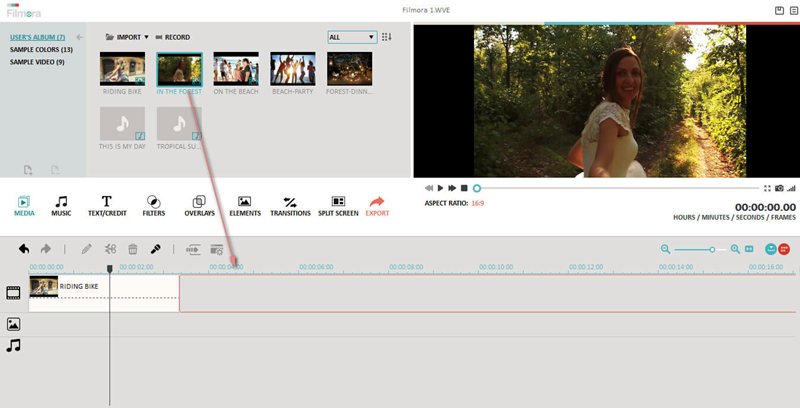 Filmora
Filmora 1.WVE
USER'S ALBUM (7)
SAMPLE COLORS (13)
SAMPLE VIDEO (9)
IMPORT
RECORD
ALL
RIDING BIKE
IN THE FOREST
ON THE BEACH
BEACH-PARTY
FOREST-DINN...
THIS IS MY DAY
TROPICAL SU...
MEDIA
MUSIC
TEXT/CREDIT
FILTERS
OVERLAYS
ELEMENTS
TRANSITIONS
SPLIT SCREEN
EXPORT
ASPECT RATIO: 16:9
00:00:00.00
HOURS / MINUTES / SECONDS / FRAMES
00:00:00:00
00:00:02:00
00:00:04:00
00:00:06:00
00:00:08:00
00:00:10:00
00:00:12:00
00:00:14:00
00:00:16:00
RIDING BIKE